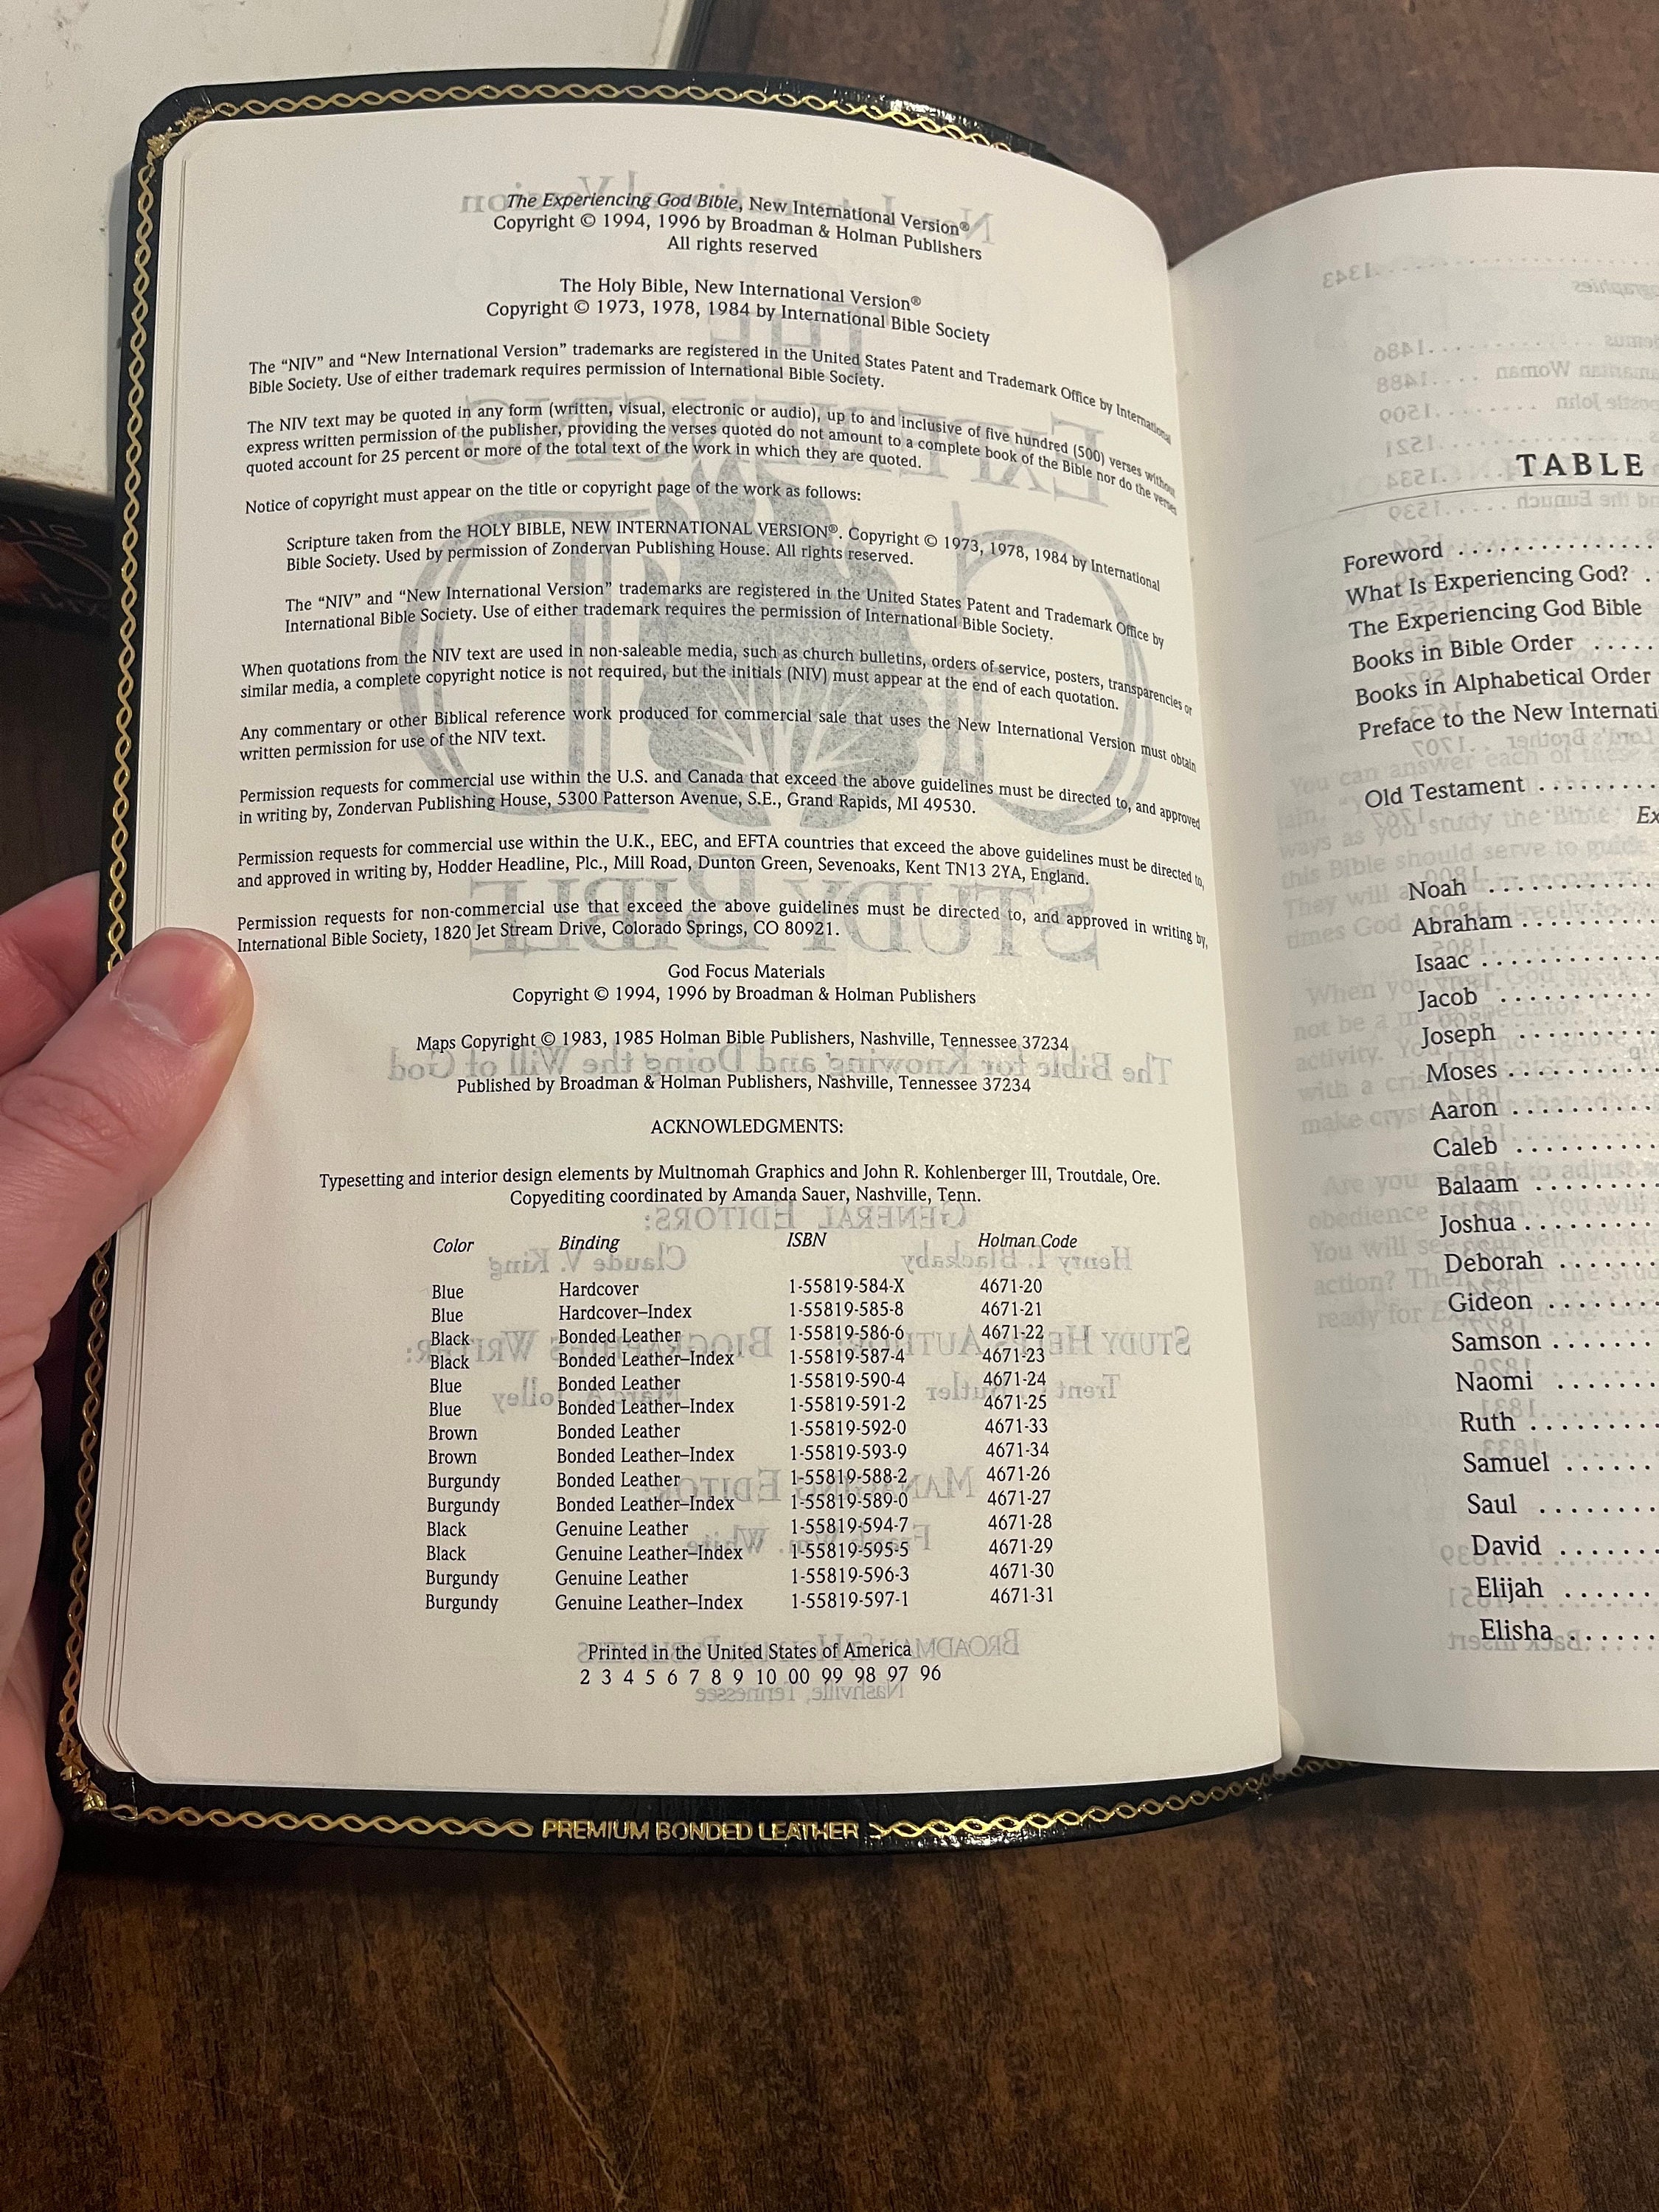 The Experiencing God Bible, New International Version®
Copyright © 1994, 1996 by Broadman & Holman Publishers
All rights reserved
The Holy Bible, New International Version®
Copyright © 1973, 1978, 1984 by International Bible Society
The “NIV” and “New International Version” trademarks are registered in the United States Patent and Trademark Office by International
Bible Society. Use of either trademark requires permission of International Bible Society.
The NIV text may be quoted in any form (written, visual, electronic or audio), up to and inclusive of five hundred (500) verses without
express written permission of the publisher, providing the verses quoted do not amount to a complete book of the Bible nor do the verses
quoted account for 25 percent or more of the total text of the work in which they are quoted.
Notice of copyright must appear on the title or copyright page of the work as follows:
Scripture taken from the HOLY BIBLE, NEW INTERNATIONAL VERSION®. Copyright © 1973, 1978, 1984 by International
Bible Society. Used by permission of Zondervan Publishing House. All rights reserved.
The “NIV” and “New International Version” trademarks are registered in the United States Patent and Trademark Office by
International Bible Society. Use of either trademark requires the permission of International Bible Society.
When quotations from the NIV text are used in non-saleable media, such as church bulletins, orders of service, posters, transparencies or
similar media, a complete copyright notice is not required, but the initials (NIV) must appear at the end of each quotation.
Any commentary or other Biblical reference work produced for commercial sale that uses the New International Version must obtain
written permission for use of the NIV text.
Permission requests for commercial use within the U.S. and Canada that exceed the above guidelines must be directed to, and approved
in writing by, Zondervan Publishing House, 5300 Patterson Avenue, S.E., Grand Rapids, MI 49530.
Permission requests for commercial use within the U.K., EEC, and EFTA countries that exceed the above guidelines must be directed to,
and approved in writing by, Hodder Headline, Plc., Mill Road, Dunton Green, Sevenoaks, Kent TN13 2YA, England.
Permission requests for non-commercial use that exceed the above guidelines must be directed to, and approved in writing by,
International Bible Society, 1820 Jet Stream Drive, Colorado Springs, CO 80921.
God Focus Materials
Copyright © 1994, 1996 by Broadman & Holman Publishers
Maps Copyright © 1983, 1985 Holman Bible Publishers, Nashville, Tennessee 37234
Published by Broadman & Holman Publishers, Nashville, Tennessee 37234
ACKNOWLEDGMENTS:
Typesetting and interior design elements by Multnomah Graphics and John R. Kohlenberger III, Troutdale, Ore.
Copyediting coordinated by Amanda Sauer, Nashville, Tenn.
Color Binding ISBN Holman Code
Blue Hardcover 1-55819-584-X 4671-20
Blue Hardcover–Index 1-55819-585-8 4671-21
Black Bonded Leather 1-55819-586-6 4671-22
Black Bonded Leather–Index 1-55819-587-4 4671-23
Blue Bonded Leather 1-55819-590-4 4671-24
Blue Bonded Leather–Index 1-55819-591-2 4671-25
Brown Bonded Leather 1-55819-592-0 4671-33
Brown Bonded Leather–Index 1-55819-593-9 4671-34
Burgundy Bonded Leather 1-55819-588-2 4671-26
Burgundy Bonded Leather–Index 1-55819-589-0 4671-27
Black Genuine Leather 1-55819-594-7 4671-28
Black Genuine Leather–Index 1-55819-595-5 4671-29
Burgundy Genuine Leather 1-55819-596-3 4671-30
Burgundy Genuine Leather–Index 1-55819-597-1 4671-31
Printed in the United States of America
2 3 4 5 6 7 8 9 10 00 99 98 97 96
PREMIUM BONDED LEATHER
TABLE
Foreword
What Is Experiencing God?
The Experiencing God Bible
Books in Bible Order
Books in Alphabetical Order
Preface to the New Internati
Old Testament
Ex
Noah
Abraham
Isaac
Jacob
Joseph
Moses
Aaron
Caleb
Balaam
Joshua
Deborah
Gideon
Samson
Naomi
Ruth
Samuel
Saul
David
Elijah
Elisha